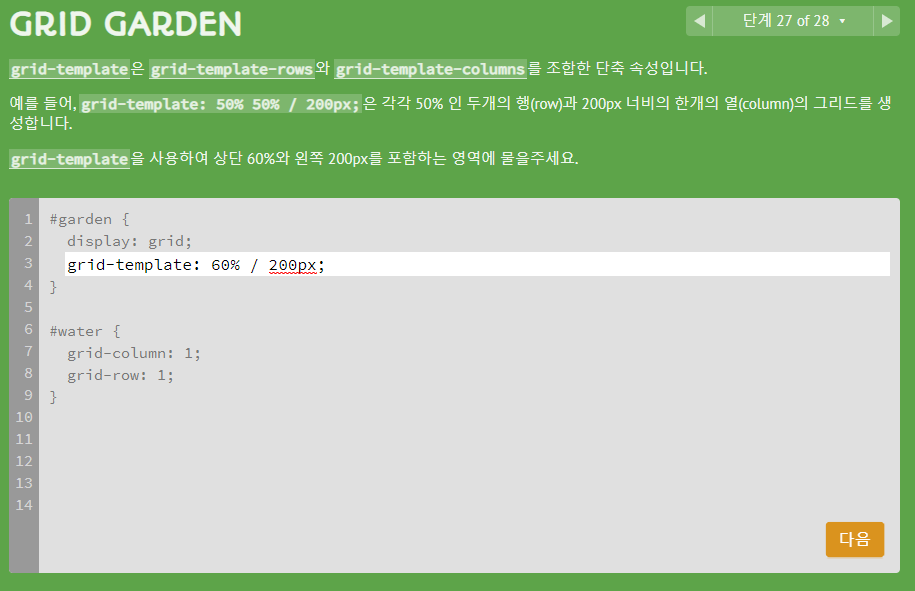 GRID GARDEN
◀ 단계 27 of 28 ▾ ▶
grid-template은 grid-template-rows와 grid-template-columns를 조합한 단축 속성입니다.
예를 들어, grid-template: 50% 50% / 200px;은 각각 50% 인 두개의 행(row)과 200px 너비의 한개의 열(column)의 그리드를 생
성합니다.
grid-template을 사용하여 상단 60%와 왼쪽 200px를 포함하는 영역에 물을주세요.
1 #garden {
2 display: grid;
3 grid-template: 60% / 200px;
4 }
5
6 #water {
7 grid-column: 1;
8 grid-row: 1;
9 }
10
11
12
13
14
다음